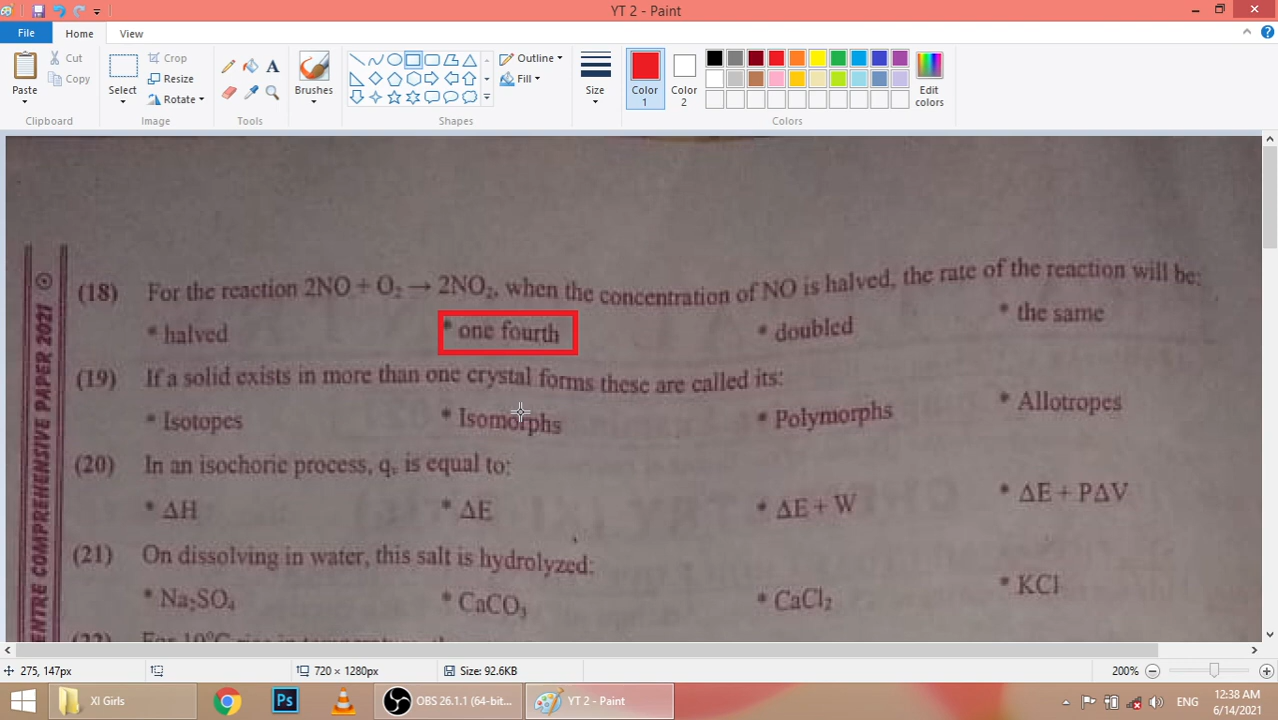 YT 2 - Paint
File Home View
Paste Cut Copy Clipboard
Select Crop Resize Rotate Image
Tools
Brushes
Outline Fill Shapes
Size
Color 1 Color 2 Edit colors Colors
ENTRE COMPREHENSIVE PAPER 2021
(18) For the reaction 2NO + O₂ → 2NO₂, when the concentration of NO is halved, the rate of the reaction will be:
* halved * one fourth * doubled * the same
(19) If a solid exists in more than one crystal forms these are called its:
* Isotopes * Isomorphs * Polymorphs * Allotropes
(20) In an isochoric process, qᵥ is equal to:
* ΔH * ΔE * ΔE + W * ΔE + PΔV
(21) On dissolving in water, this salt is hydrolyzed:
* Na₂SO₄ * CaCO₃ * CaCl₂ * KCl
275, 147px 720 × 1280px Size: 92.6KB 200%
XI Girls Ps OBS 26.1.1 (64-bit... YT 2 - Paint ENG 12:38 AM
6/14/2021